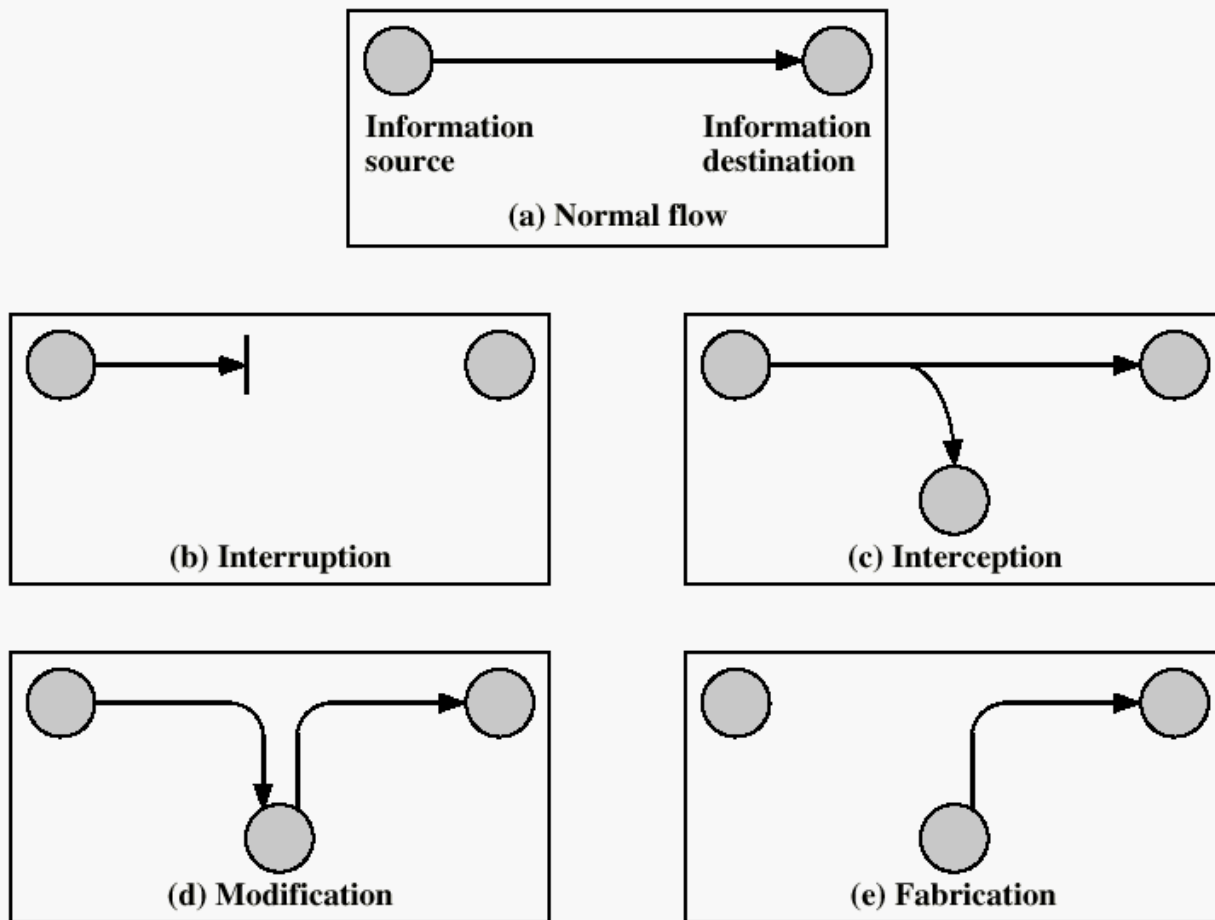 Information
source
Information
destination
(a) Normal flow
(b) Interruption
(c) Interception
(d) Modification
(e) Fabrication